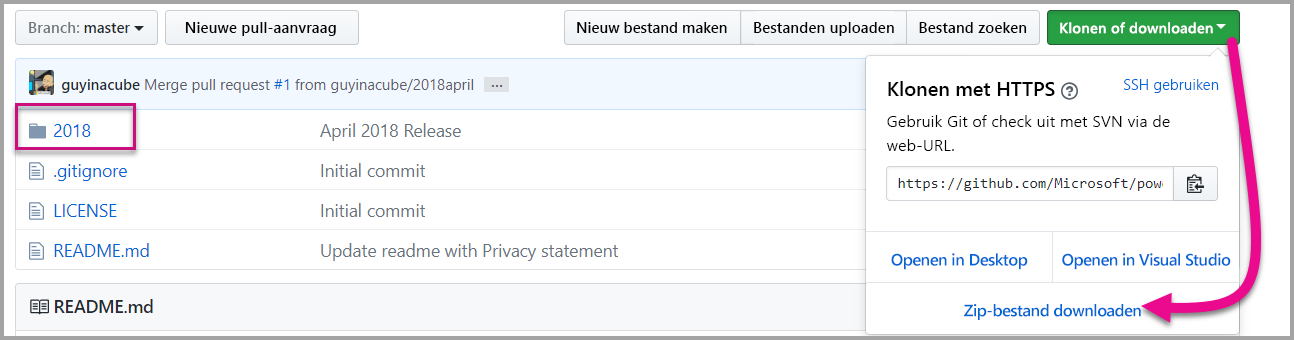 Branch: master
Nieuwe pull-aanvraag
Nieuw bestand maken
Bestanden uploaden
Bestand zoeken
Klonen of downloaden
guyinacube Merge pull request #1 from guyinacube/2018april ...
2018 April 2018 Release
.gitignore Initial commit
LICENSE Initial commit
README.md Update readme with Privacy statement
README.md
Klonen met HTTPS ?
SSH gebruiken
Gebruik Git of check uit met SVN via de
web-URL.
https://github.com/Microsoft/pow
Openen in Desktop
Openen in Visual Studio
Zip-bestand downloaden